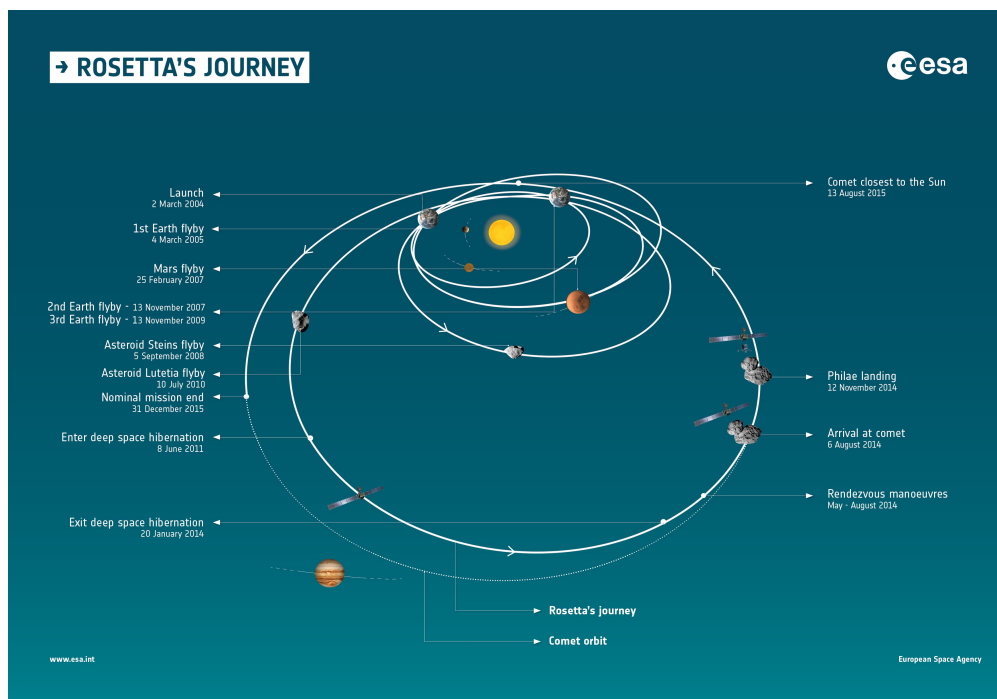 → ROSETTA'S JOURNEY
esa
Launch
2 March 2004
1st Earth flyby
4 March 2005
Mars flyby
25 February 2007
2nd Earth flyby - 13 November 2007
3rd Earth flyby - 13 November 2009
Asteroid Steins flyby
5 September 2008
Asteroid Lutetia flyby
10 July 2010
Nominal mission end
31 December 2015
Enter deep space hibernation
8 June 2011
Exit deep space hibernation
20 January 2014
Comet closest to the Sun
13 August 2015
Philae landing
12 November 2014
Arrival at comet
6 August 2014
Rendezvous manoeuvres
May - August 2014
Rosetta's journey
Comet orbit
www.esa.int
European Space Agency